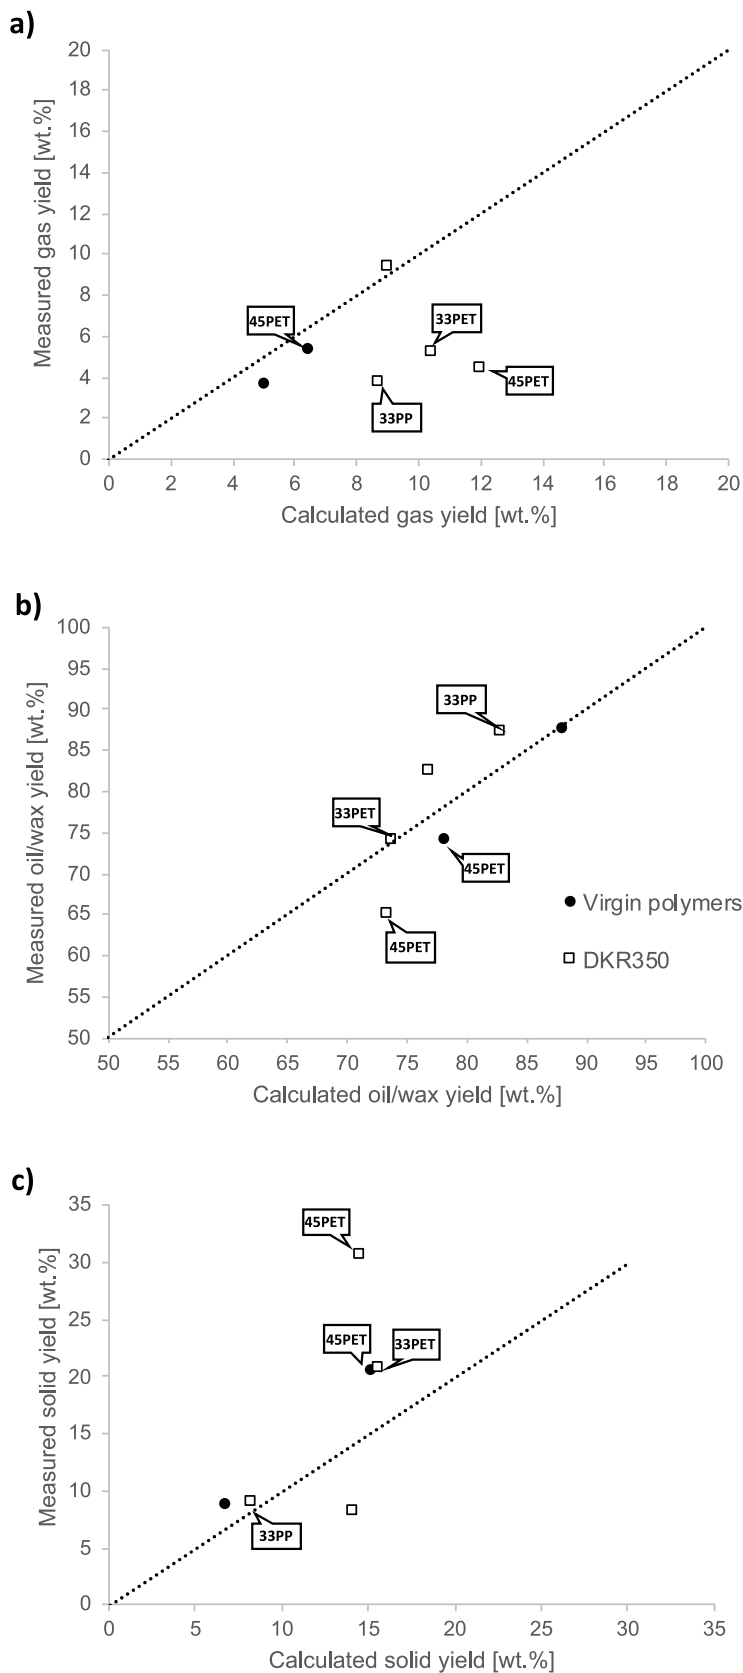 a)
20
18
16
14
12
10
8
6
4
2
0
Measured gas yield [wt.%]
45PET
33PET
45PET
33PP
0 2 4 6 8 10 12 14 16 18 20
Calculated gas yield [wt.%]
b)
100
95
90
85
80
75
70
65
60
55
50
Measured oil/wax yield [wt.%]
33PP
33PET
45PET
45PET
Virgin polymers
DKR350
50 55 60 65 70 75 80 85 90 95 100
Calculated oil/wax yield [wt.%]
c)
35
30
25
20
15
10
5
0
Measured solid yield [wt.%]
45PET
45PET
33PET
33PP
0 5 10 15 20 25 30 35
Calculated solid yield [wt.%]